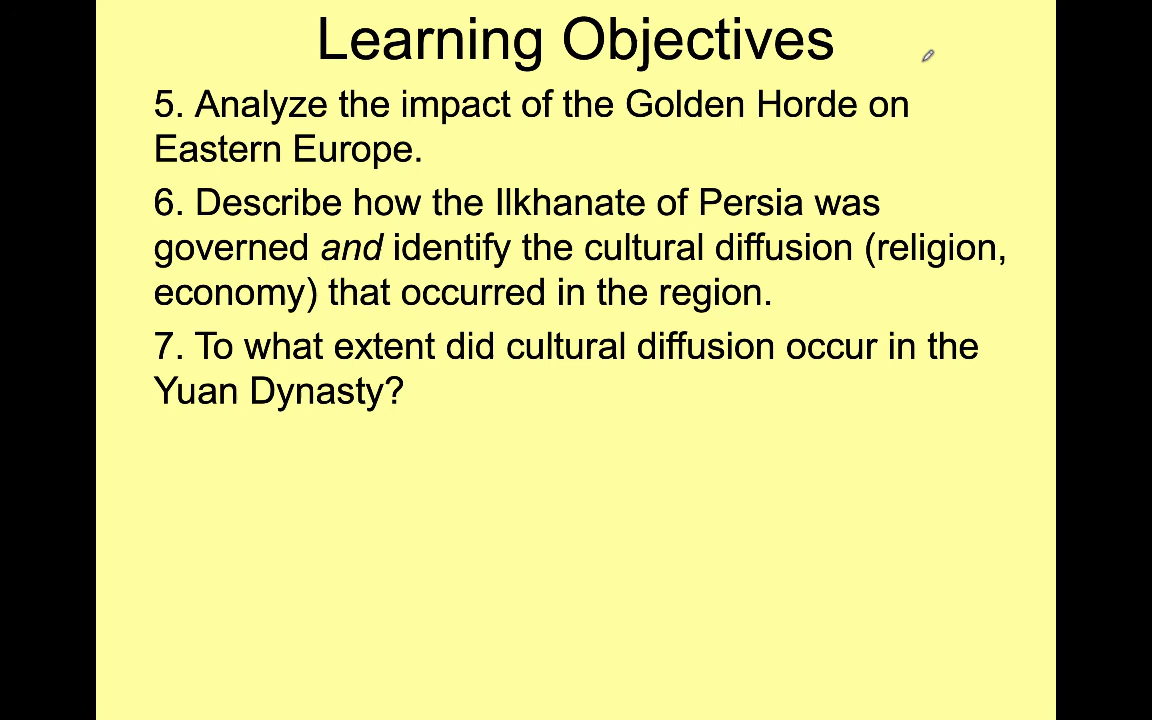 Learning Objectives
5. Analyze the impact of the Golden Horde on
Eastern Europe.
6. Describe how the Ilkhanate of Persia was
governed and identify the cultural diffusion (religion,
economy) that occurred in the region.
7. To what extent did cultural diffusion occur in the
Yuan Dynasty?